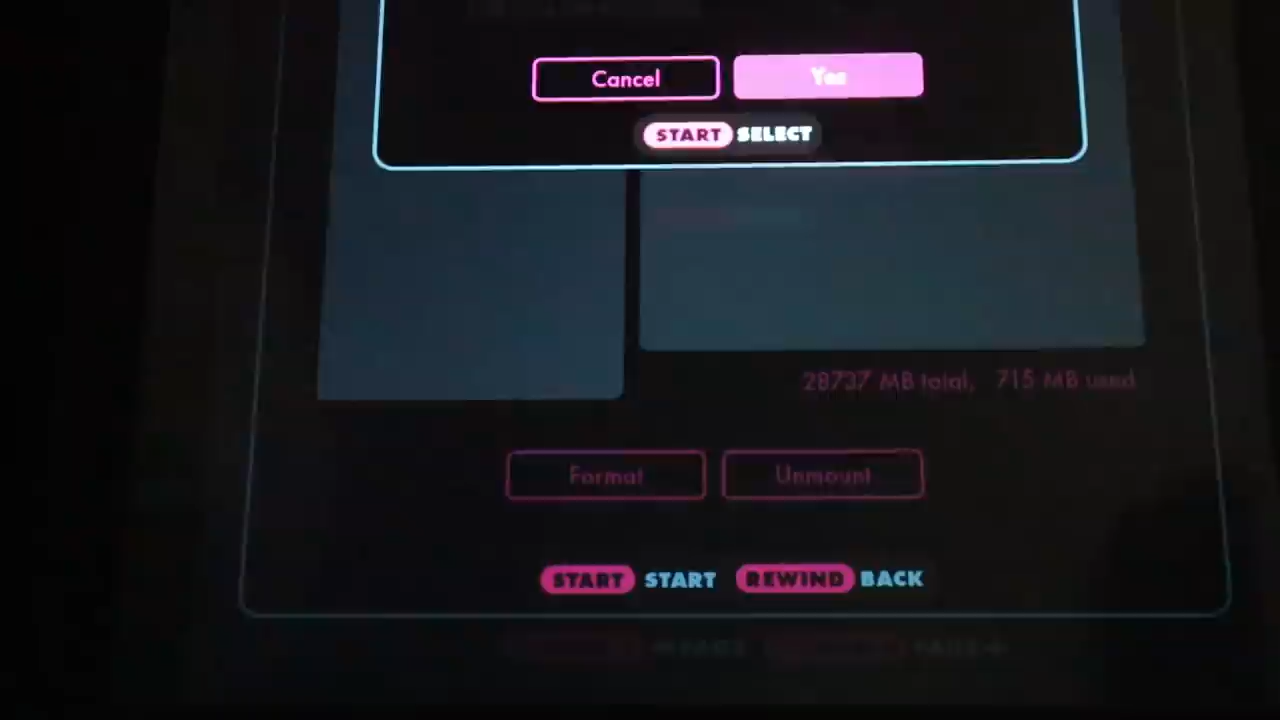 Cancel Yes
START SELECT
28737 MB total, 715 MB used
Format Unmount
START START REWIND BACK